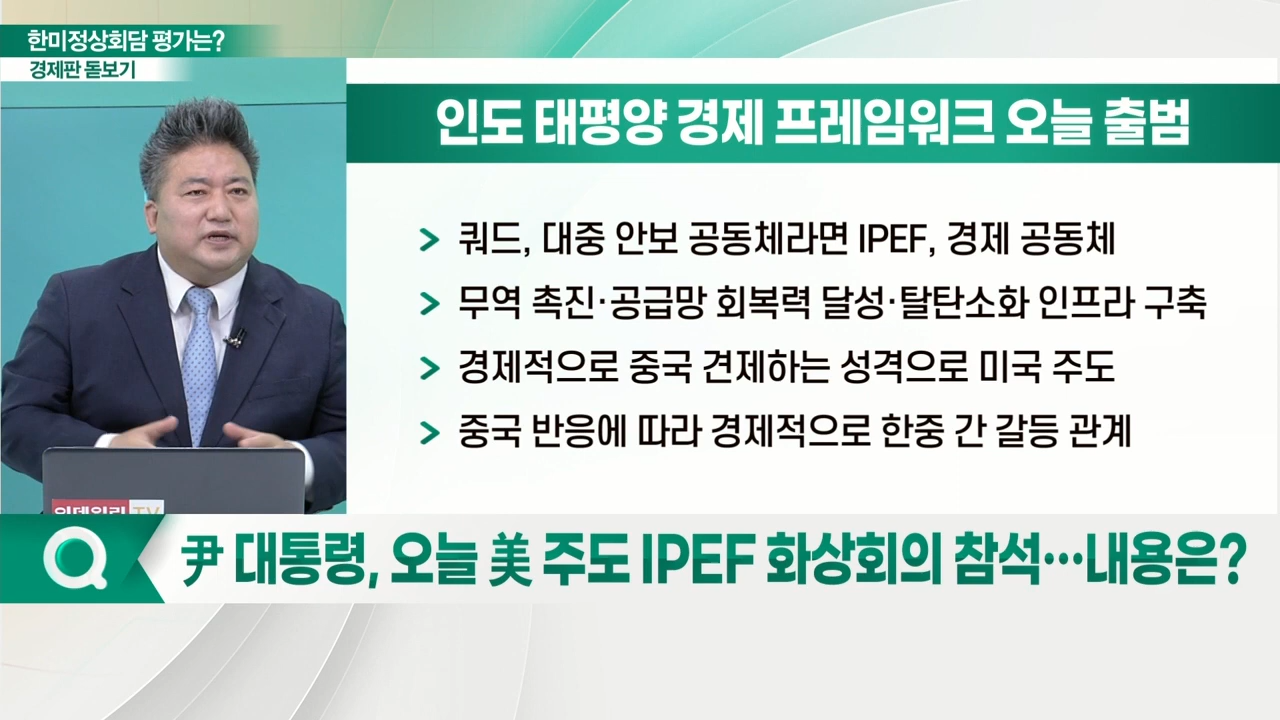 한미정상회담 평가는?
경제판 돋보기
인도 태평양 경제 프레임워크 오늘 출범
> 쿼드, 대중 안보 공동체라면 IPEF, 경제 공동체
> 무역 촉진·공급망 회복력 달성·탈탄소화 인프라 구축
> 경제적으로 중국 견제하는 성격으로 미국 주도
> 중국 반응에 따라 경제적으로 한중 간 갈등 관계
이데일리 TV
Q 尹 대통령, 오늘 美 주도 IPEF 화상회의 참석…내용은?